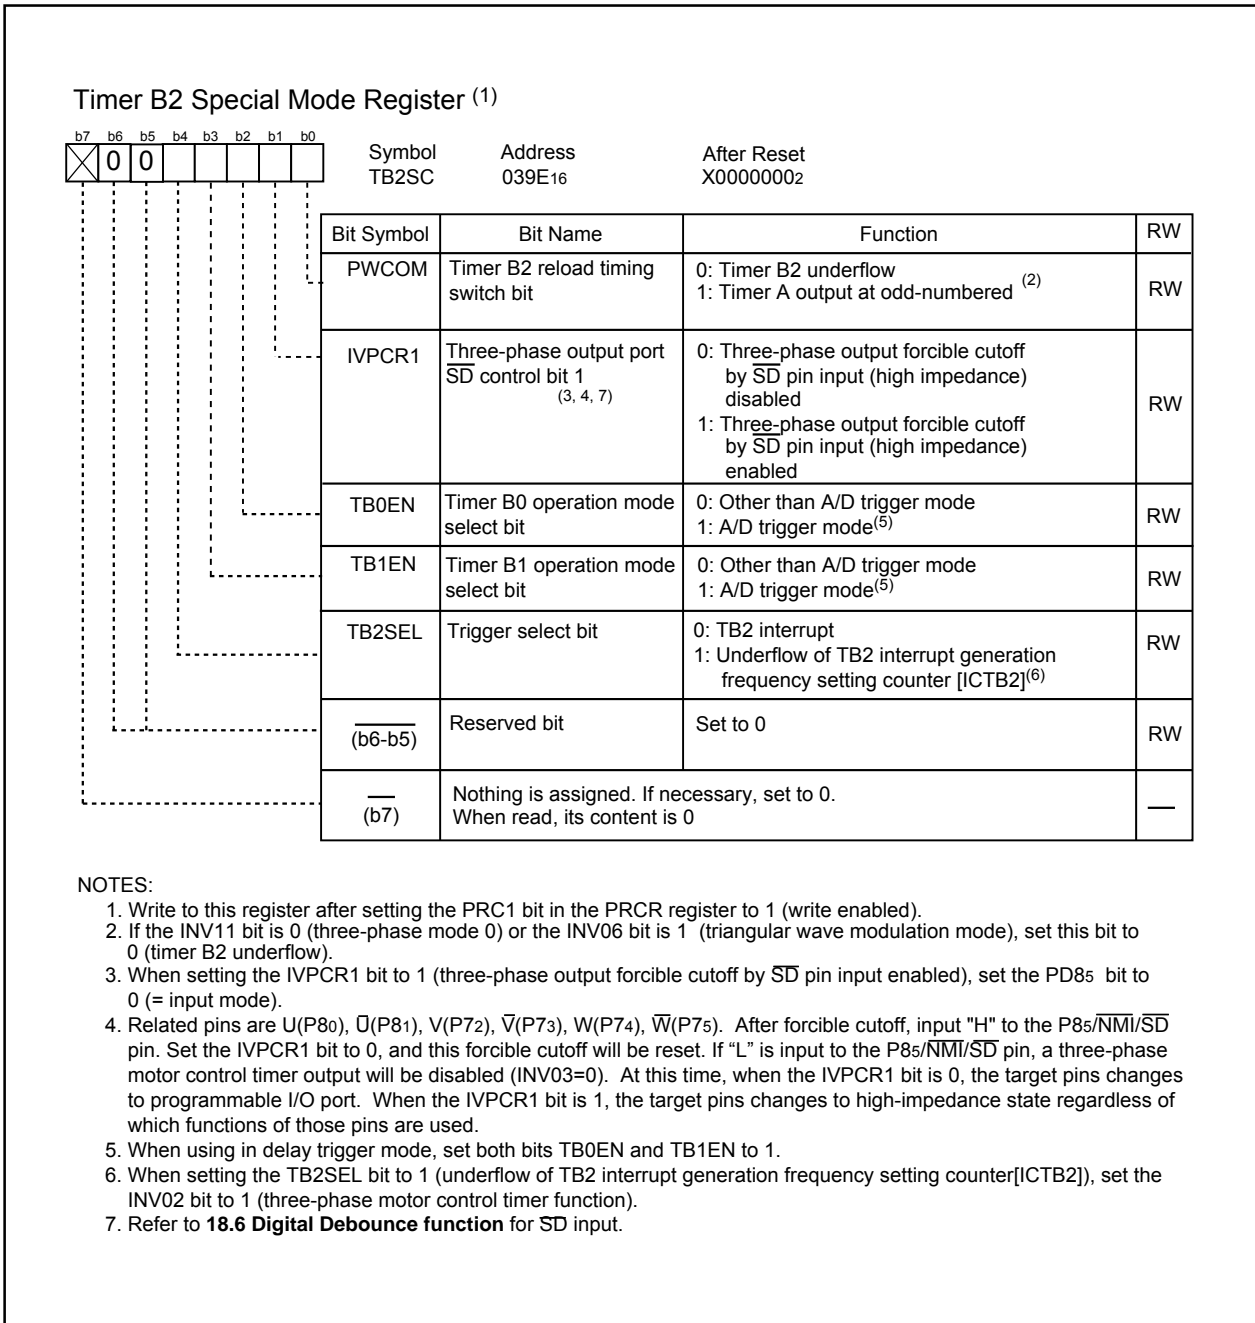 Timer B2 Special Mode Register (1)
b7 b6 b5 b4 b3 b2 b1 b0
0 0
Symbol Address After Reset
TB2SC 039E16 X00000002
Bit Symbol Bit Name Function RW
PWCOM Timer B2 reload timing switch bit
0: Timer B2 underflow
1: Timer A output at odd-numbered (2)
RW
IVPCR1 Three-phase output port
S̅D̅ control bit 1
(3, 4, 7)
0: Three-phase output forcible cutoff
by S̅D̅ pin input (high impedance)
disabled
1: Three-phase output forcible cutoff
by S̅D̅ pin input (high impedance)
enabled
RW
TB0EN Timer B0 operation mode
select bit
0: Other than A/D trigger mode
1: A/D trigger mode(5)
RW
TB1EN Timer B1 operation mode
select bit
0: Other than A/D trigger mode
1: A/D trigger mode(5)
RW
TB2SEL Trigger select bit
0: TB2 interrupt
1: Underflow of TB2 interrupt generation
frequency setting counter [ICTB2](6)
RW
—
(b6-b5) Reserved bit Set to 0 RW
—
(b7)
Nothing is assigned. If necessary, set to 0.
When read, its content is 0
—
NOTES:
1. Write to this register after setting the PRC1 bit in the PRCR register to 1 (write enabled).
2. If the INV11 bit is 0 (three-phase mode 0) or the INV06 bit is 1 (triangular wave modulation mode), set this bit to
0 (timer B2 underflow).
3. When setting the IVPCR1 bit to 1 (three-phase output forcible cutoff by S̅D̅ pin input enabled), set the PD85 bit to
0 (= input mode).
4. Related pins are U(P80), U̅(P81), V(P72), V̅(P73), W(P74), W̅(P75). After forcible cutoff, input "H" to the P85/N̅M̅I̅/S̅D̅
pin. Set the IVPCR1 bit to 0, and this forcible cutoff will be reset. If “L” is input to the P85/N̅M̅I̅/S̅D̅ pin, a three-phase
motor control timer output will be disabled (INV03=0). At this time, when the IVPCR1 bit is 0, the target pins changes
to programmable I/O port. When the IVPCR1 bit is 1, the target pins changes to high-impedance state regardless of
which functions of those pins are used.
5. When using in delay trigger mode, set both bits TB0EN and TB1EN to 1.
6. When setting the TB2SEL bit to 1 (underflow of TB2 interrupt generation frequency setting counter[ICTB2]), set the
INV02 bit to 1 (three-phase motor control timer function).
7. Refer to 18.6 Digital Debounce function for S̅D̅ input.